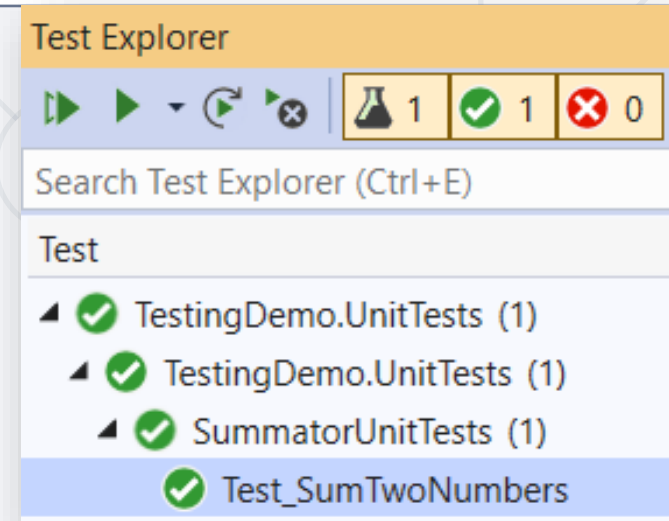 Test Explorer
1 1 0
Search Test Explorer (Ctrl+E)
Test
TestingDemo.UnitTests (1)
TestingDemo.UnitTests (1)
SummatorUnitTests (1)
Test_SumTwoNumbers